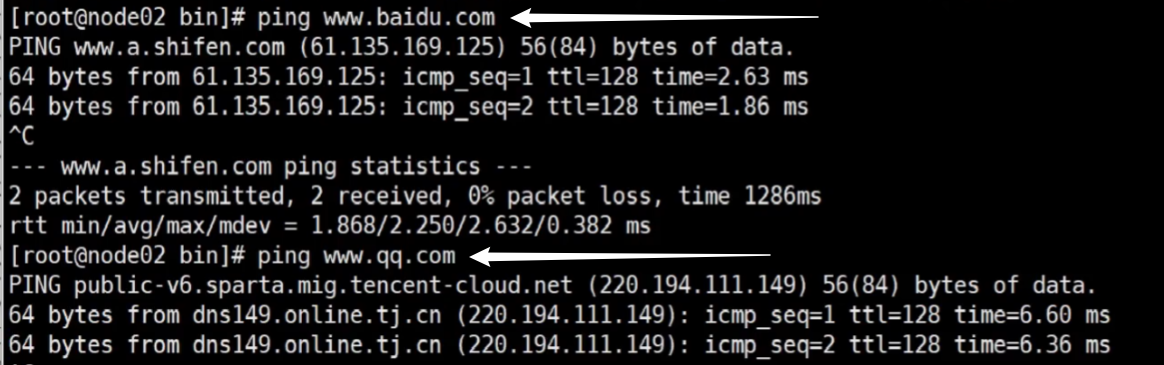 [root@node02 bin]# ping www.baidu.com
PING www.a.shifen.com (61.135.169.125) 56(84) bytes of data.
64 bytes from 61.135.169.125: icmp_seq=1 ttl=128 time=2.63 ms
64 bytes from 61.135.169.125: icmp_seq=2 ttl=128 time=1.86 ms
^C
--- www.a.shifen.com ping statistics ---
2 packets transmitted, 2 received, 0% packet loss, time 1286ms
rtt min/avg/max/mdev = 1.868/2.250/2.632/0.382 ms
[root@node02 bin]# ping www.qq.com
PING public-v6.sparta.mig.tencent-cloud.net (220.194.111.149) 56(84) bytes of data.
64 bytes from dns149.online.tj.cn (220.194.111.149): icmp_seq=1 ttl=128 time=6.60 ms
64 bytes from dns149.online.tj.cn (220.194.111.149): icmp_seq=2 ttl=128 time=6.36 ms